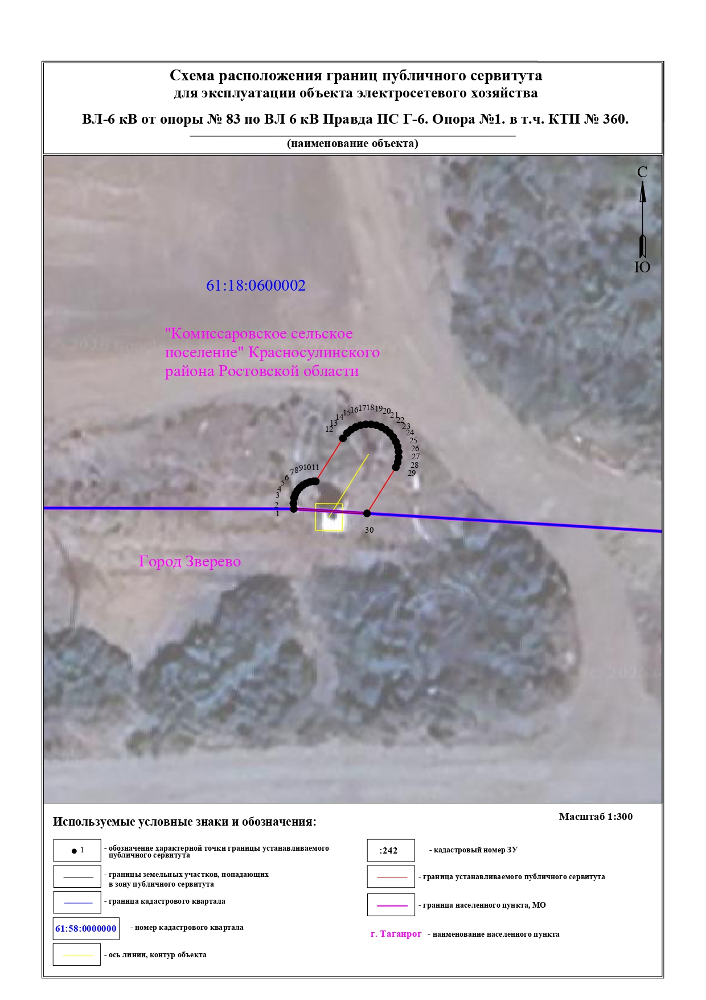 Схема расположения границ публичного сервитута
для эксплуатации объекта электросетевого хозяйства
ВЛ-6 кВ от опоры № 83 по ВЛ 6 кВ Правда ПС Г-6. Опора №1. в т.ч. КТП № 360.
(наименование объекта)
С
Ю
61:18:0600002
"Комиссаровское сельское
поселение" Красносулинского
района Ростовской области
12
13
14
15
16
17
18
19
20
21
22
23
24
25
26
27
28
29
11
10
9
8
7
6
5
4
3
2
1
30
Город Зверево
Масштаб 1:300
Используемые условные знаки и обозначения:
1
- обозначение характерной точки границы устанавливаемого
публичного сервитута
- границы земельных участков, попадающих
в зону публичного сервитута
- граница кадастрового квартала
61:58:0000000
- номер кадастрового квартала
- ось линии, контур объекта
:242
- кадастровый номер ЗУ
- граница устанавливаемого публичного сервитута
- граница населенного пункта, МО
г. Таганрог
- наименование населенного пункта